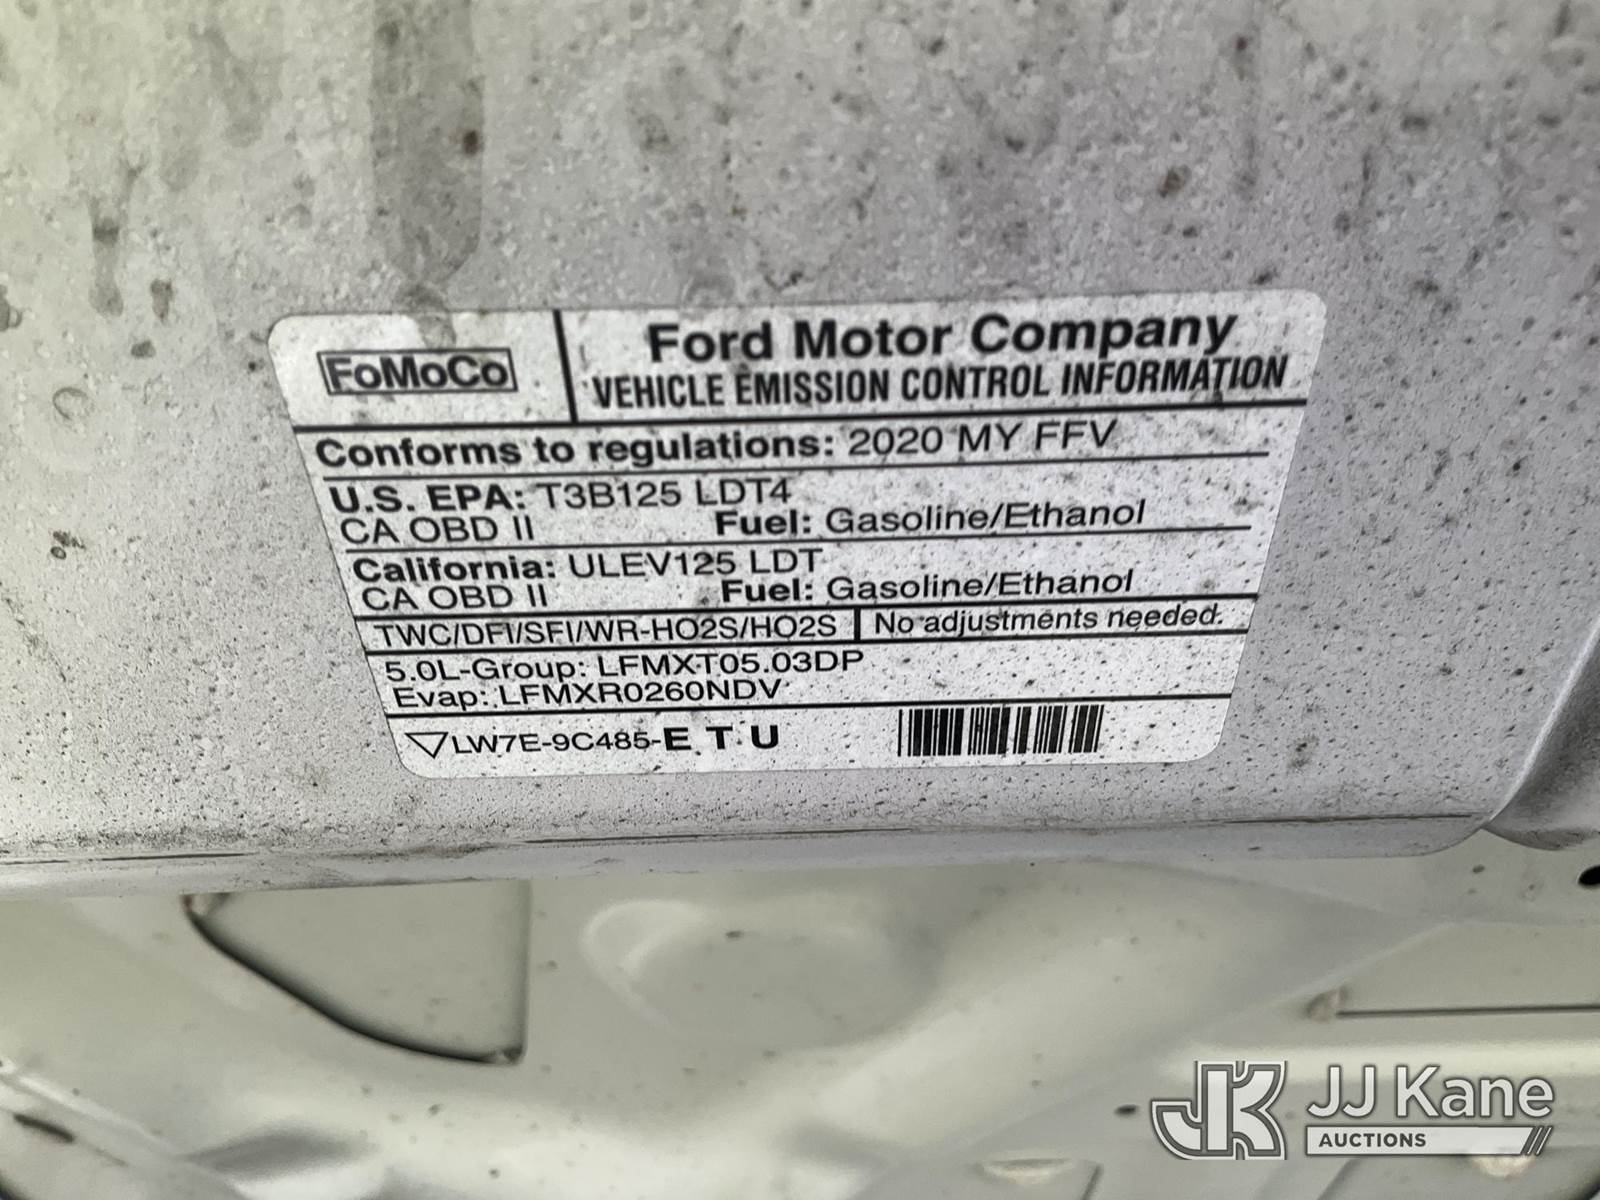 FoMoCo
Ford Motor Company
VEHICLE EMISSION CONTROL INFORMATION
Conforms to regulations: 2020 MY FFV
U.S. EPA: T3B125 LDT4
CA OBD II Fuel: Gasoline/Ethanol
California: ULEV125 LDT
CA OBD II Fuel: Gasoline/Ethanol
TWC/DFI/SFI/WR-HO2S/HO2S No adjustments needed.
5.0L-Group: LFMXT05.03DP
Evap: LFMXR0260NDV
LW7E-9C485-E T U
JK JJ Kane
AUCTIONS